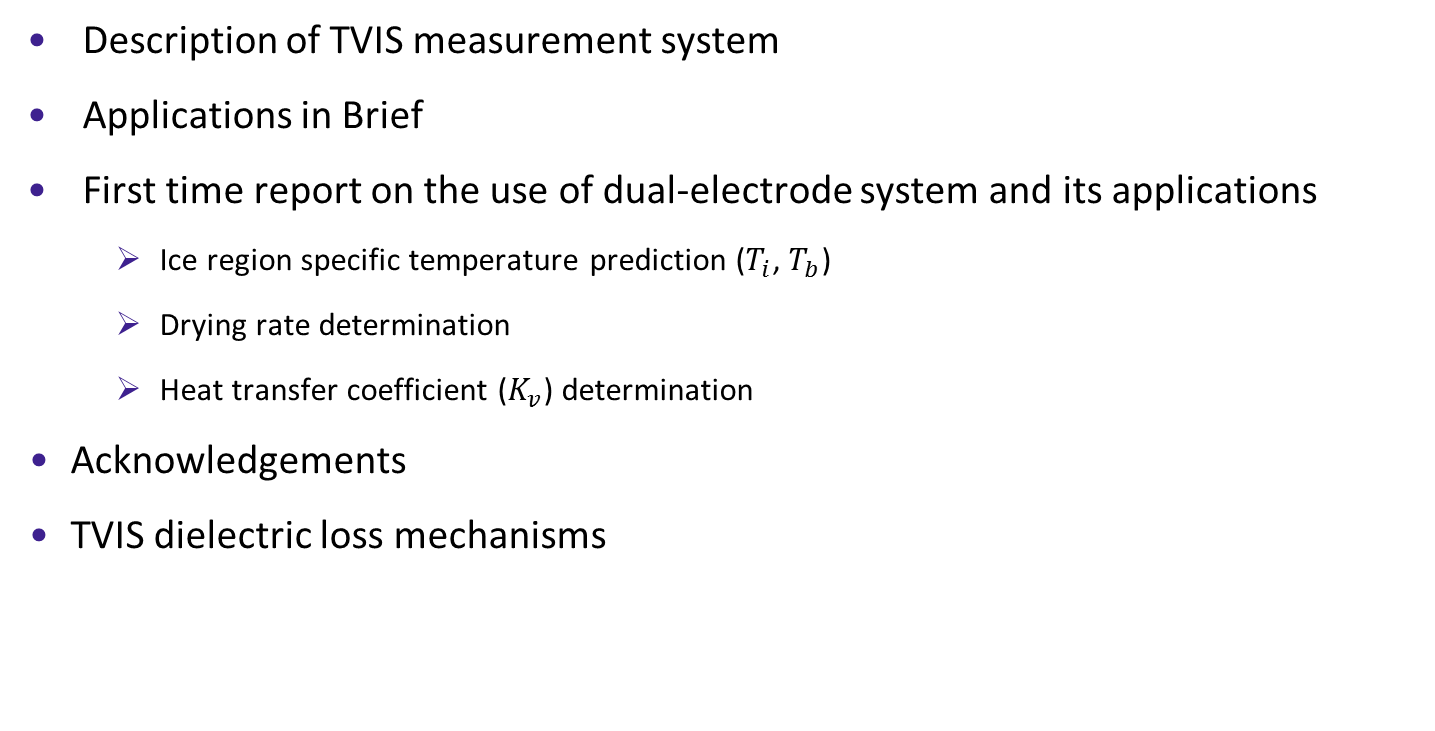 • Description of TVIS measurement system
• Applications in Brief
• First time report on the use of dual-electrode system and its applications
➢ Ice region specific temperature prediction (𝑇𝑖, 𝑇𝑏)
➢ Drying rate determination
➢ Heat transfer coefficient (𝐾𝑣) determination
• Acknowledgements
• TVIS dielectric loss mechanisms